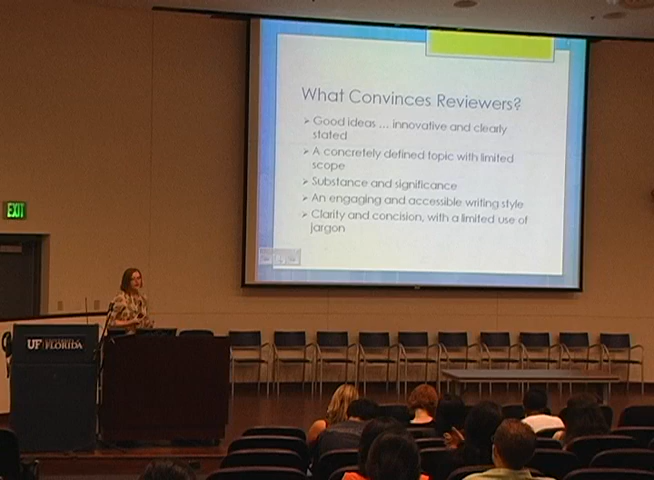 What Convinces Reviewers?
➢ Good ideas ... innovative and clearly
stated
➢ A concretely defined topic with limited
scope
➢ Substance and significance
➢ An engaging and accessible writing style
➢ Clarity and concision, with a limited use of
jargon
EXIT
UF FLORIDA